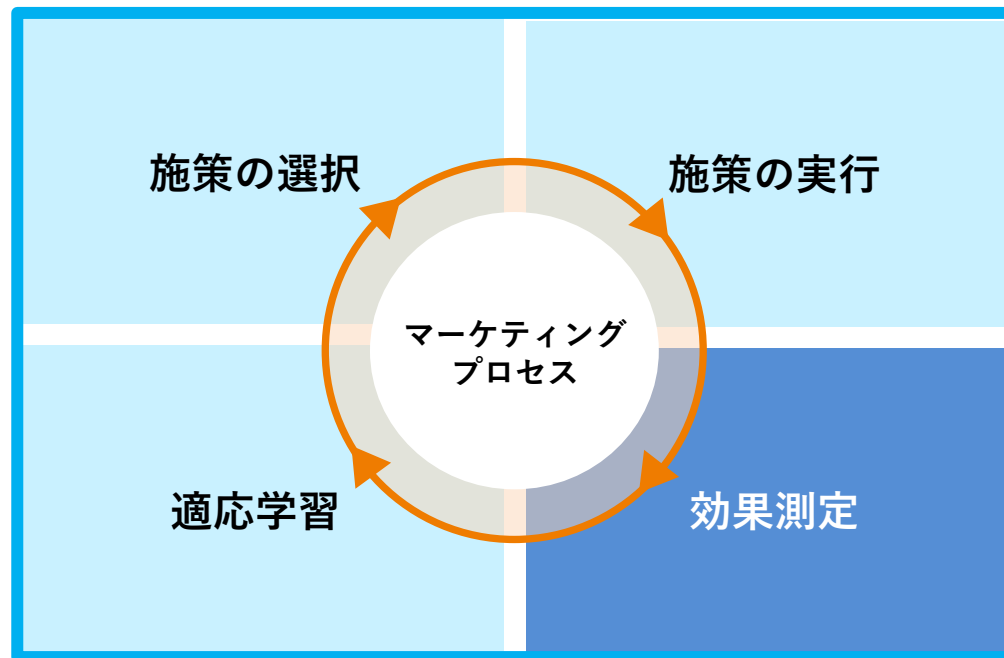 施策の選択
施策の実行
マーケティング
プロセス
適応学習
効果測定